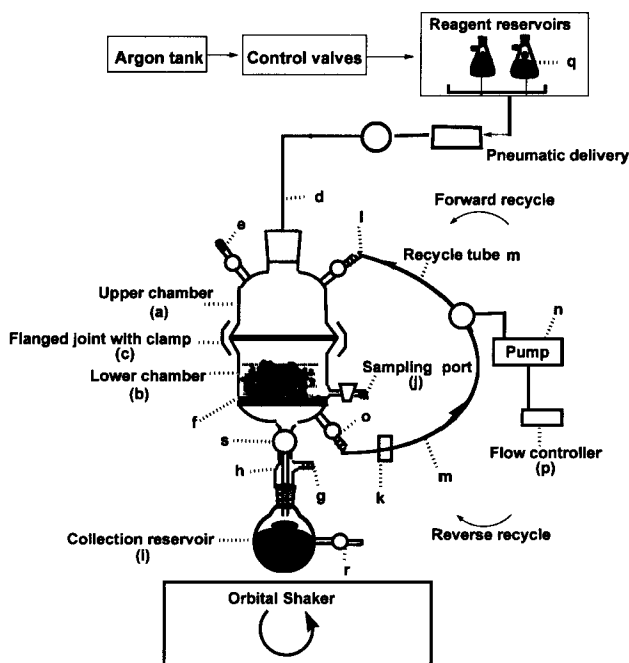 Reagent reservoirs
Argon tank
Control valves
q
Pneumatic delivery
d
Forward recycle
e
l
Recycle tube m
Upper chamber
(a)
n
Flanged joint with clamp
(c)
Pump
Sampling port
(j)
Lower chamber
(b)
f
o
s
Flow controller
(p)
h
g
k
m
Collection reservoir
(i)
r
Reverse recycle
Orbital Shaker